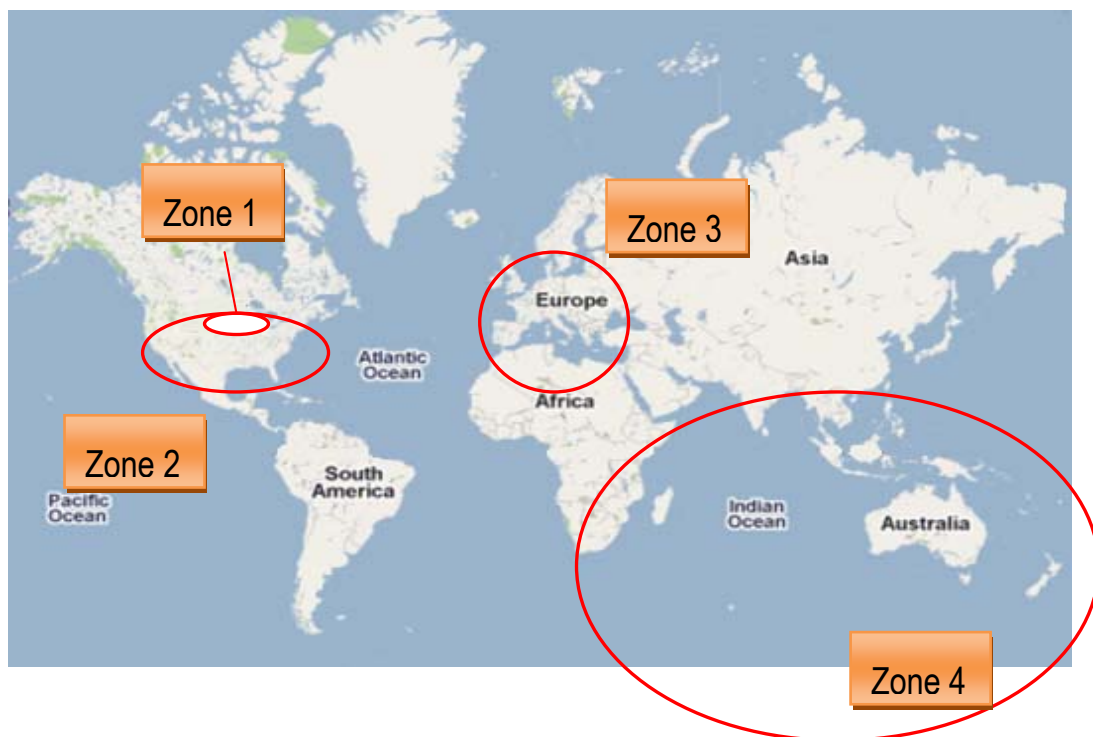 Zone 1
Zone 3
Asia
Europe
Atlantic
Ocean
Africa
Zone 2
South
America
Pacific
Ocean
Indian
Ocean
Australia
Zone 4